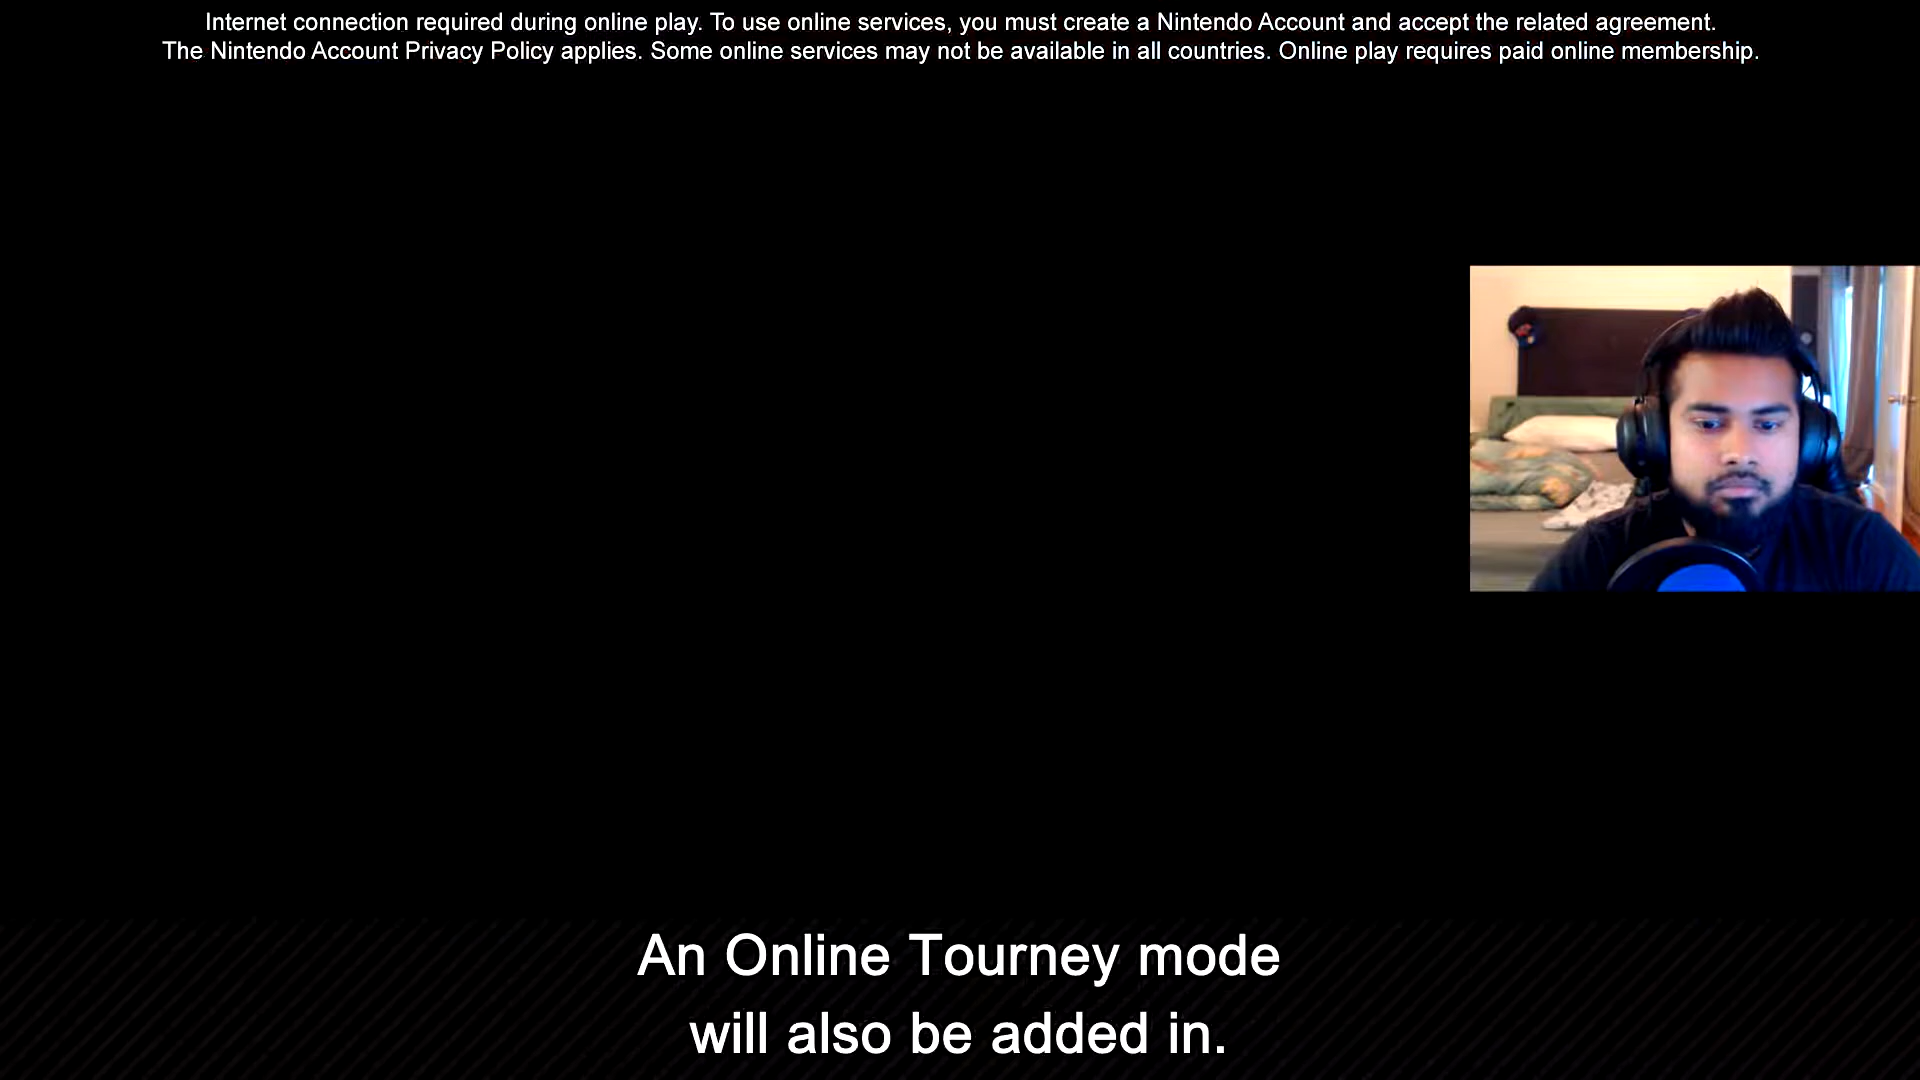 Internet connection required during online play. To use online services, you must create a Nintendo Account and accept the related agreement.
The Nintendo Account Privacy Policy applies. Some online services may not be available in all countries. Online play requires paid online membership.
An Online Tourney mode
will also be added in.